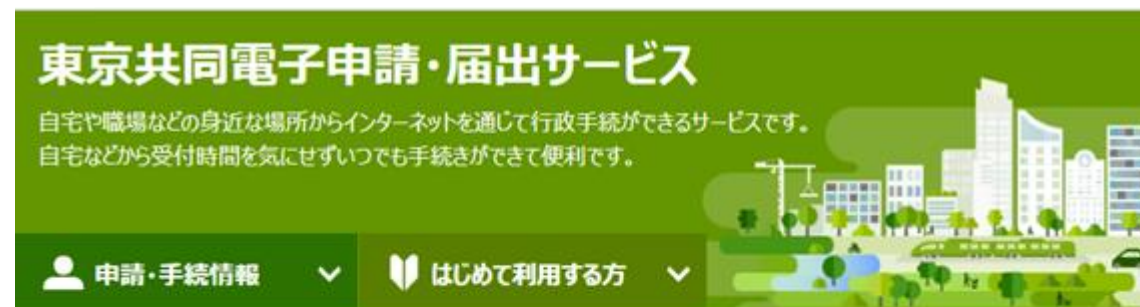 東京共同電子申請・届出サービス
自宅や職場などの身近な場所からインターネットを通じて行政手続ができるサービスです。
自宅などから受付時間を気にせずいつでも手続きができて便利です。
申請・手続情報
はじめて利用する方